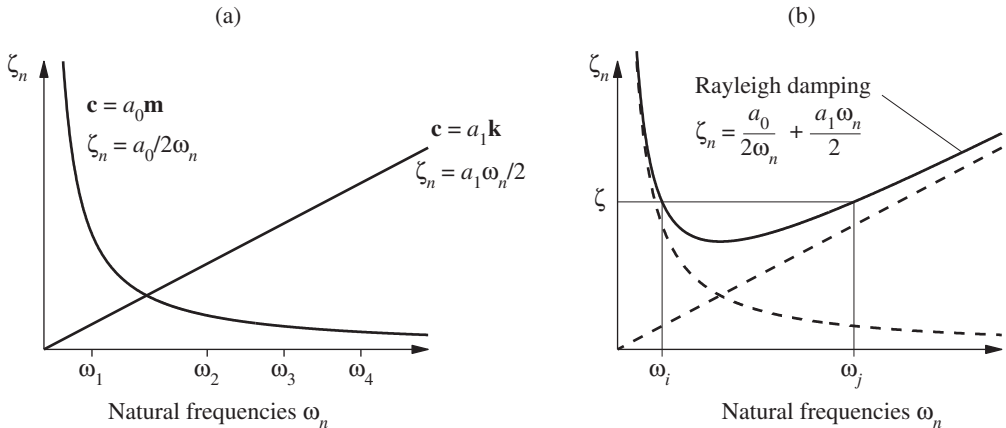 (a)
ζn
c = a0m
ζn = a0/2ωn
c = a1k
ζn = a1ωn/2
ω1 ω2 ω3 ω4
Natural frequencies ωn
(b)
ζn
Rayleigh damping
ζn = a0/2ωn + a1ωn/2
ζ
ωi ωj
Natural frequencies ωn